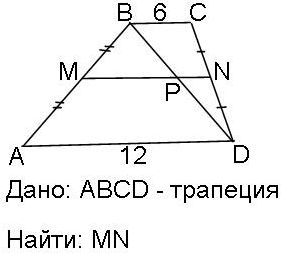 B 6 C
M P N
A 12 D
Дано: ABCD - трапеция
Найти: MN